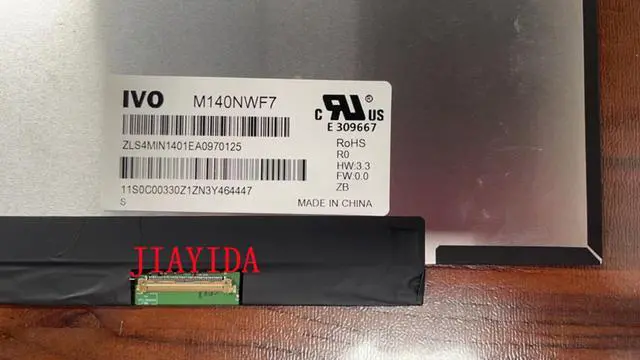 IVO M140NWF7
ZLS4MIN1401EA0970125
11S0C00330Z1ZN3Y464447
S
C RU US
®
E 309667
RoHS
R0
HW:3.3
FW:0.0
ZB
MADE IN CHINA
JIAYIDA